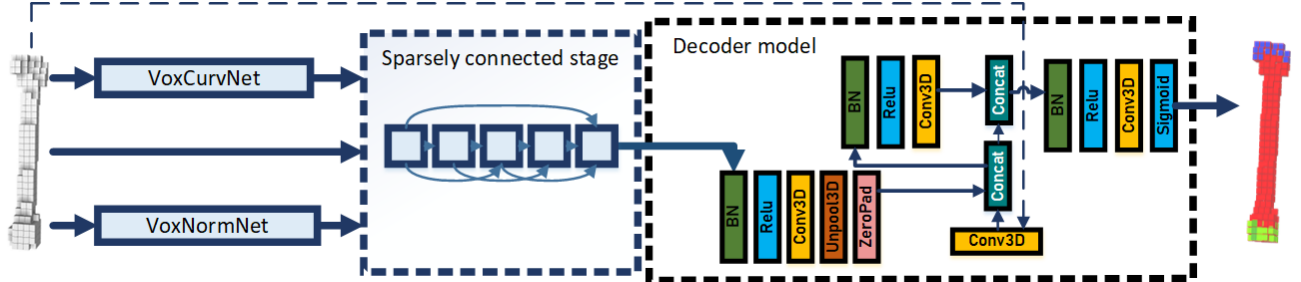 VoxCurvNet
VoxNormNet
Sparsely connected stage
Decoder model
BN
Relu
Conv3D
Unpool3D
ZeroPad
BN
Relu
Conv3D
Concat
Concat
Conv3D
BN
Relu
Conv3D
Sigmoid